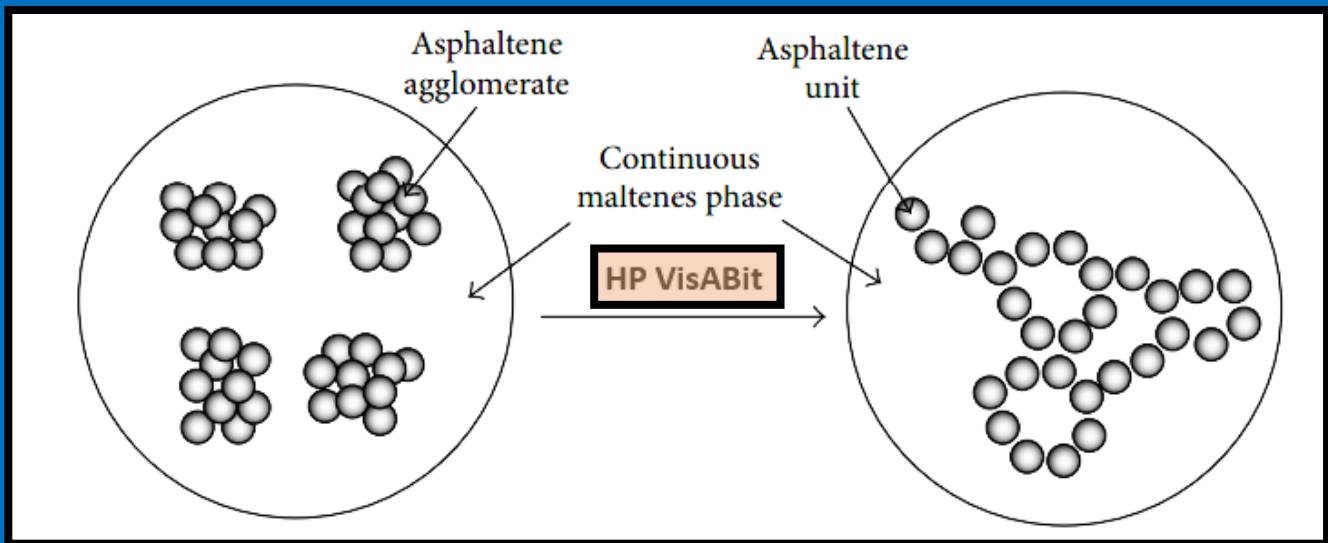 Asphaltene
agglomerate
Asphaltene
unit
Continuous
maltenes phase
HP VisABit